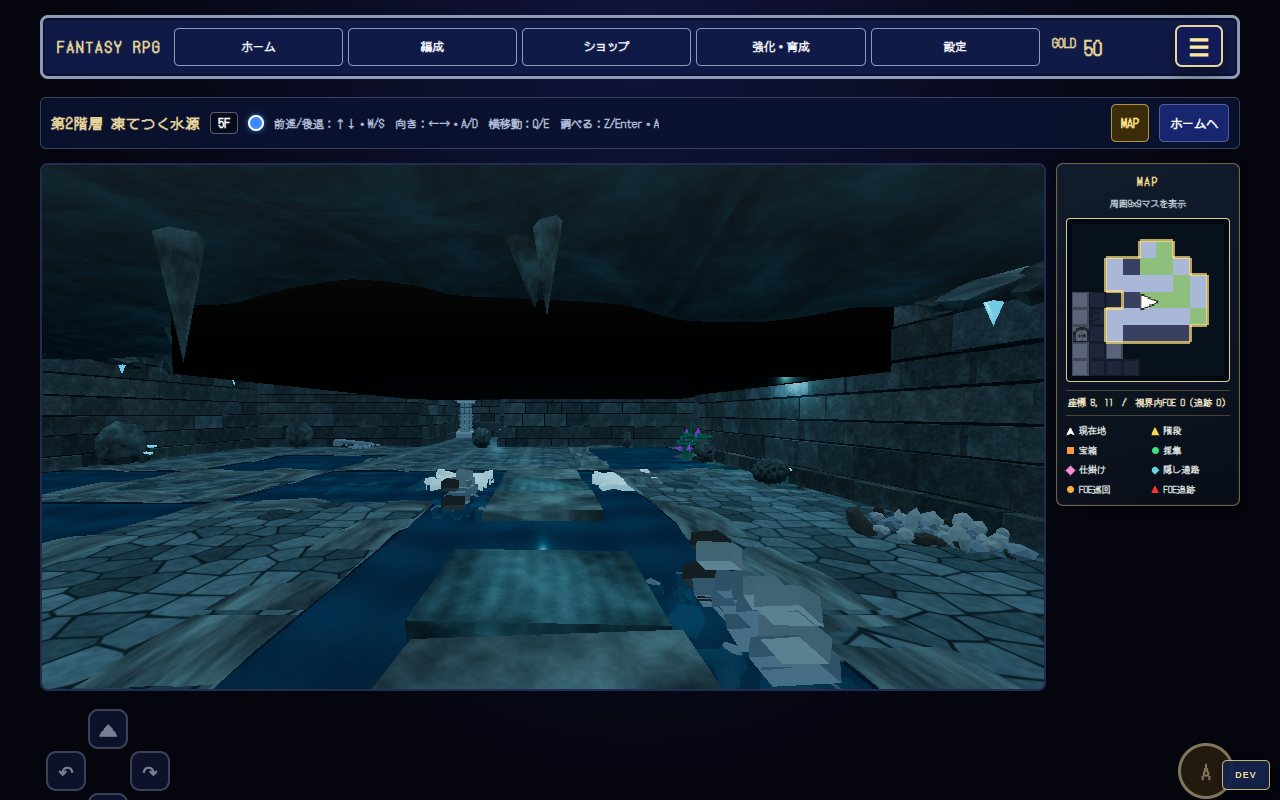 FANTASY RPG
ホーム
編成
ショップ
強化・育成
設定
GOLD 50
第2階層 凍てつく水源
5F
前進/後退：↑↓・W/S 向き：←→・A/D 横移動：Q/E 調べる：Z/Enter・A
MAP
ホームへ
MAP
周囲9x9マスを表示
座標 8, 11 / 視界内FOE 0 (追跡 0)
現在地
階段
宝箱
採集
仕掛け
隠し通路
FOE巡回
FOE追跡
A
DEV